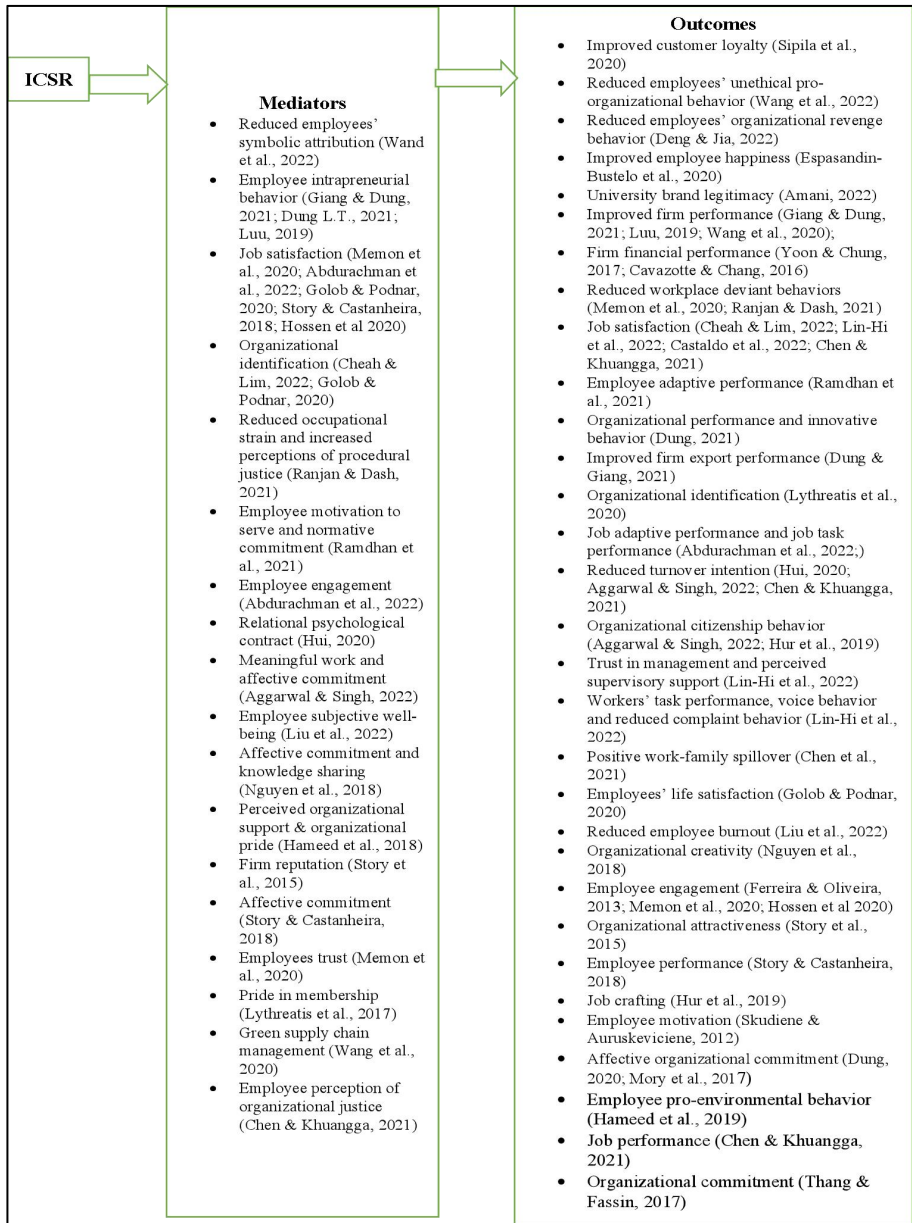 ICSR
Mediators
• Reduced employees’
symbolic attribution (Wand
et al., 2022)
• Employee intrapreneurial
behavior (Giang & Dung,
2021; Dung L.T., 2021;
Luu, 2019)
• Job satisfaction (Memon
et al., 2020; Abdurachman
et al., 2022; Golob & Podnar,
2020; Story & Castanheira,
2018; Hossen et al 2020)
• Organizational
identification (Cheah &
Lim, 2022; Golob &
Podnar, 2020)
• Reduced occupational
strain and increased
perceptions of procedural
justice (Ranjan & Dash,
2021)
• Employee motivation to
serve and normative
commitment (Ramdhan et
al., 2021)
• Employee engagement
(Abdurachman et al., 2022)
• Relational psychological
contract (Hui, 2020)
• Meaningful work and
affective commitment
(Aggarwal & Singh, 2022)
• Employee subjective well-
being (Liu et al., 2022)
• Affective commitment and
knowledge sharing
(Nguyen et al., 2018)
• Perceived organizational
support & organizational
pride (Hameed et al., 2018)
• Firm reputation (Story et
al., 2015)
• Affective commitment
(Story & Castanheira,
2018)
• Employees trust (Memon et
al., 2020)
• Pride in membership
(Lythreatis et al., 2017)
• Green supply chain
management (Wang et al.,
2020)
• Employee perception of
organizational justice
(Chen & Khuangga, 2021)
Outcomes
• Improved customer loyalty (Sipila et al.,
2020)
• Reduced employees’ unethical pro-
organizational behavior (Wang et al., 2022)
• Reduced employees’ organizational revenge
behavior (Deng & Jia, 2022)
• Improved employee happiness (Espasandin-
Bustelo et al., 2020)
• University brand legitimacy (Amani, 2022)
• Improved firm performance (Giang & Dung,
2021; Luu, 2019; Wang et al., 2020);
• Firm financial performance (Yoon & Chung,
2017; Cavazotte & Chang, 2016)
• Reduced workplace deviant behaviors
(Memon et al., 2020; Ranjan & Dash, 2021)
• Job satisfaction (Cheah & Lim, 2022; Lin-Hi
et al., 2022; Castaldo et al., 2022; Chen &
Khuangga, 2021)
• Employee adaptive performance (Ramdhan et
al., 2021)
• Organizational performance and innovative
behavior (Dung, 2021)
• Improved firm export performance (Dung &
Giang, 2021)
• Organizational identification (Lythreatis et al.,
2020)
• Job adaptive performance and job task
performance (Abdurachman et al., 2022;)
• Reduced turnover intention (Hui, 2020;
Aggarwal & Singh, 2022; Chen & Khuangga,
2021)
• Organizational citizenship behavior
(Aggarwal & Singh, 2022; Hur et al., 2019)
• Trust in management and perceived
supervisory support (Lin-Hi et al., 2022)
• Workers’ task performance, voice behavior
and reduced complaint behavior (Lin-Hi et al.,
2022)
• Positive work-family spillover (Chen et al.,
2021)
• Employees’ life satisfaction (Golob & Podnar,
2020)
• Reduced employee burnout (Liu et al., 2022)
• Organizational creativity (Nguyen et al.,
2018)
• Employee engagement (Ferreira & Oliveira,
2013; Memon et al., 2020; Hossen et al 2020)
• Organizational attractiveness (Story et al.,
2015)
• Employee performance (Story & Castanheira,
2018)
• Job crafting (Hur et al., 2019)
• Employee motivation (Skudiene &
Auruskeviciene, 2012)
• Affective organizational commitment (Dung,
2020; Mory et al., 2017)
• Employee pro-environmental behavior
(Hameed et al., 2019)
• Job performance (Chen & Khuangga,
2021)
• Organizational commitment (Thang &
Fassin, 2017)